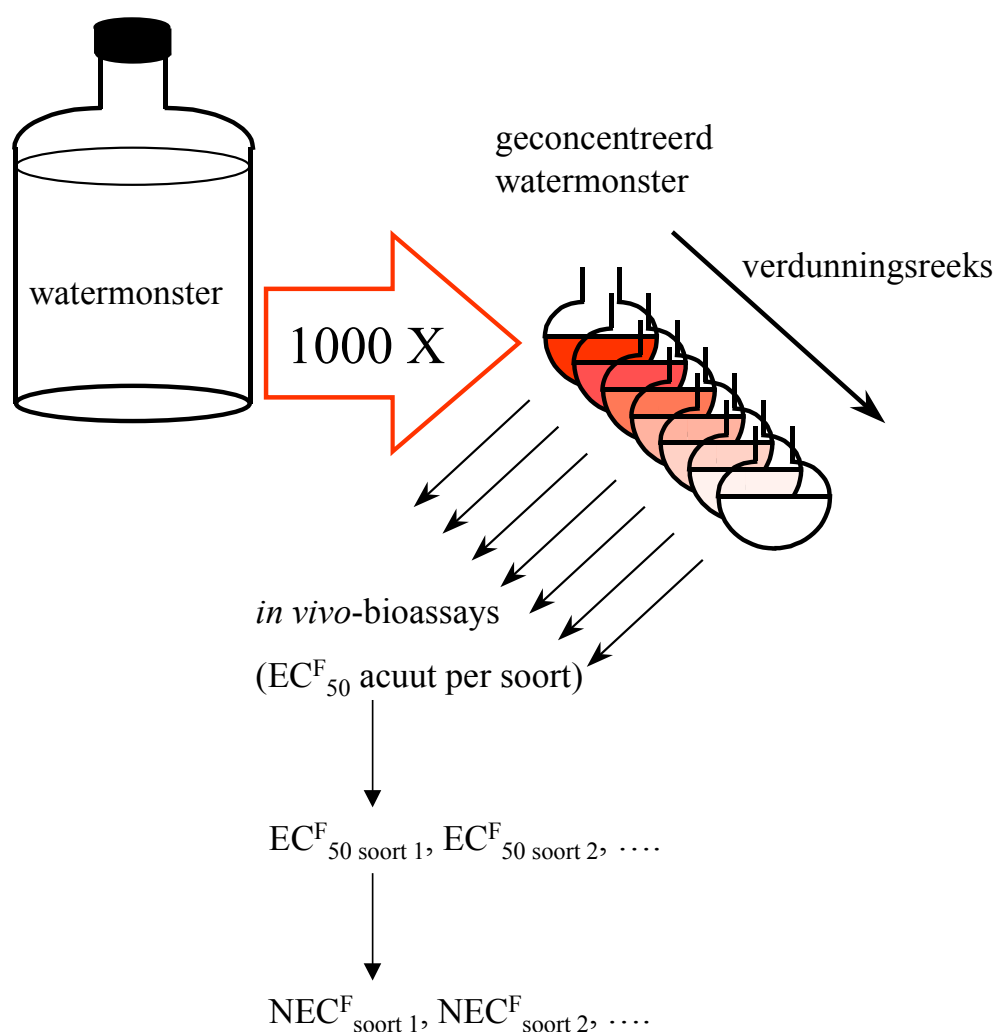 geconcentreerd
watermonster
verdunningsreeks
watermonster
1000 X
in vivo-bioassays
(ECF50 acuut per soort)
ECF50 soort 1, ECF50 soort 2, ….
NECFsoort 1, NECFsoort 2, ….